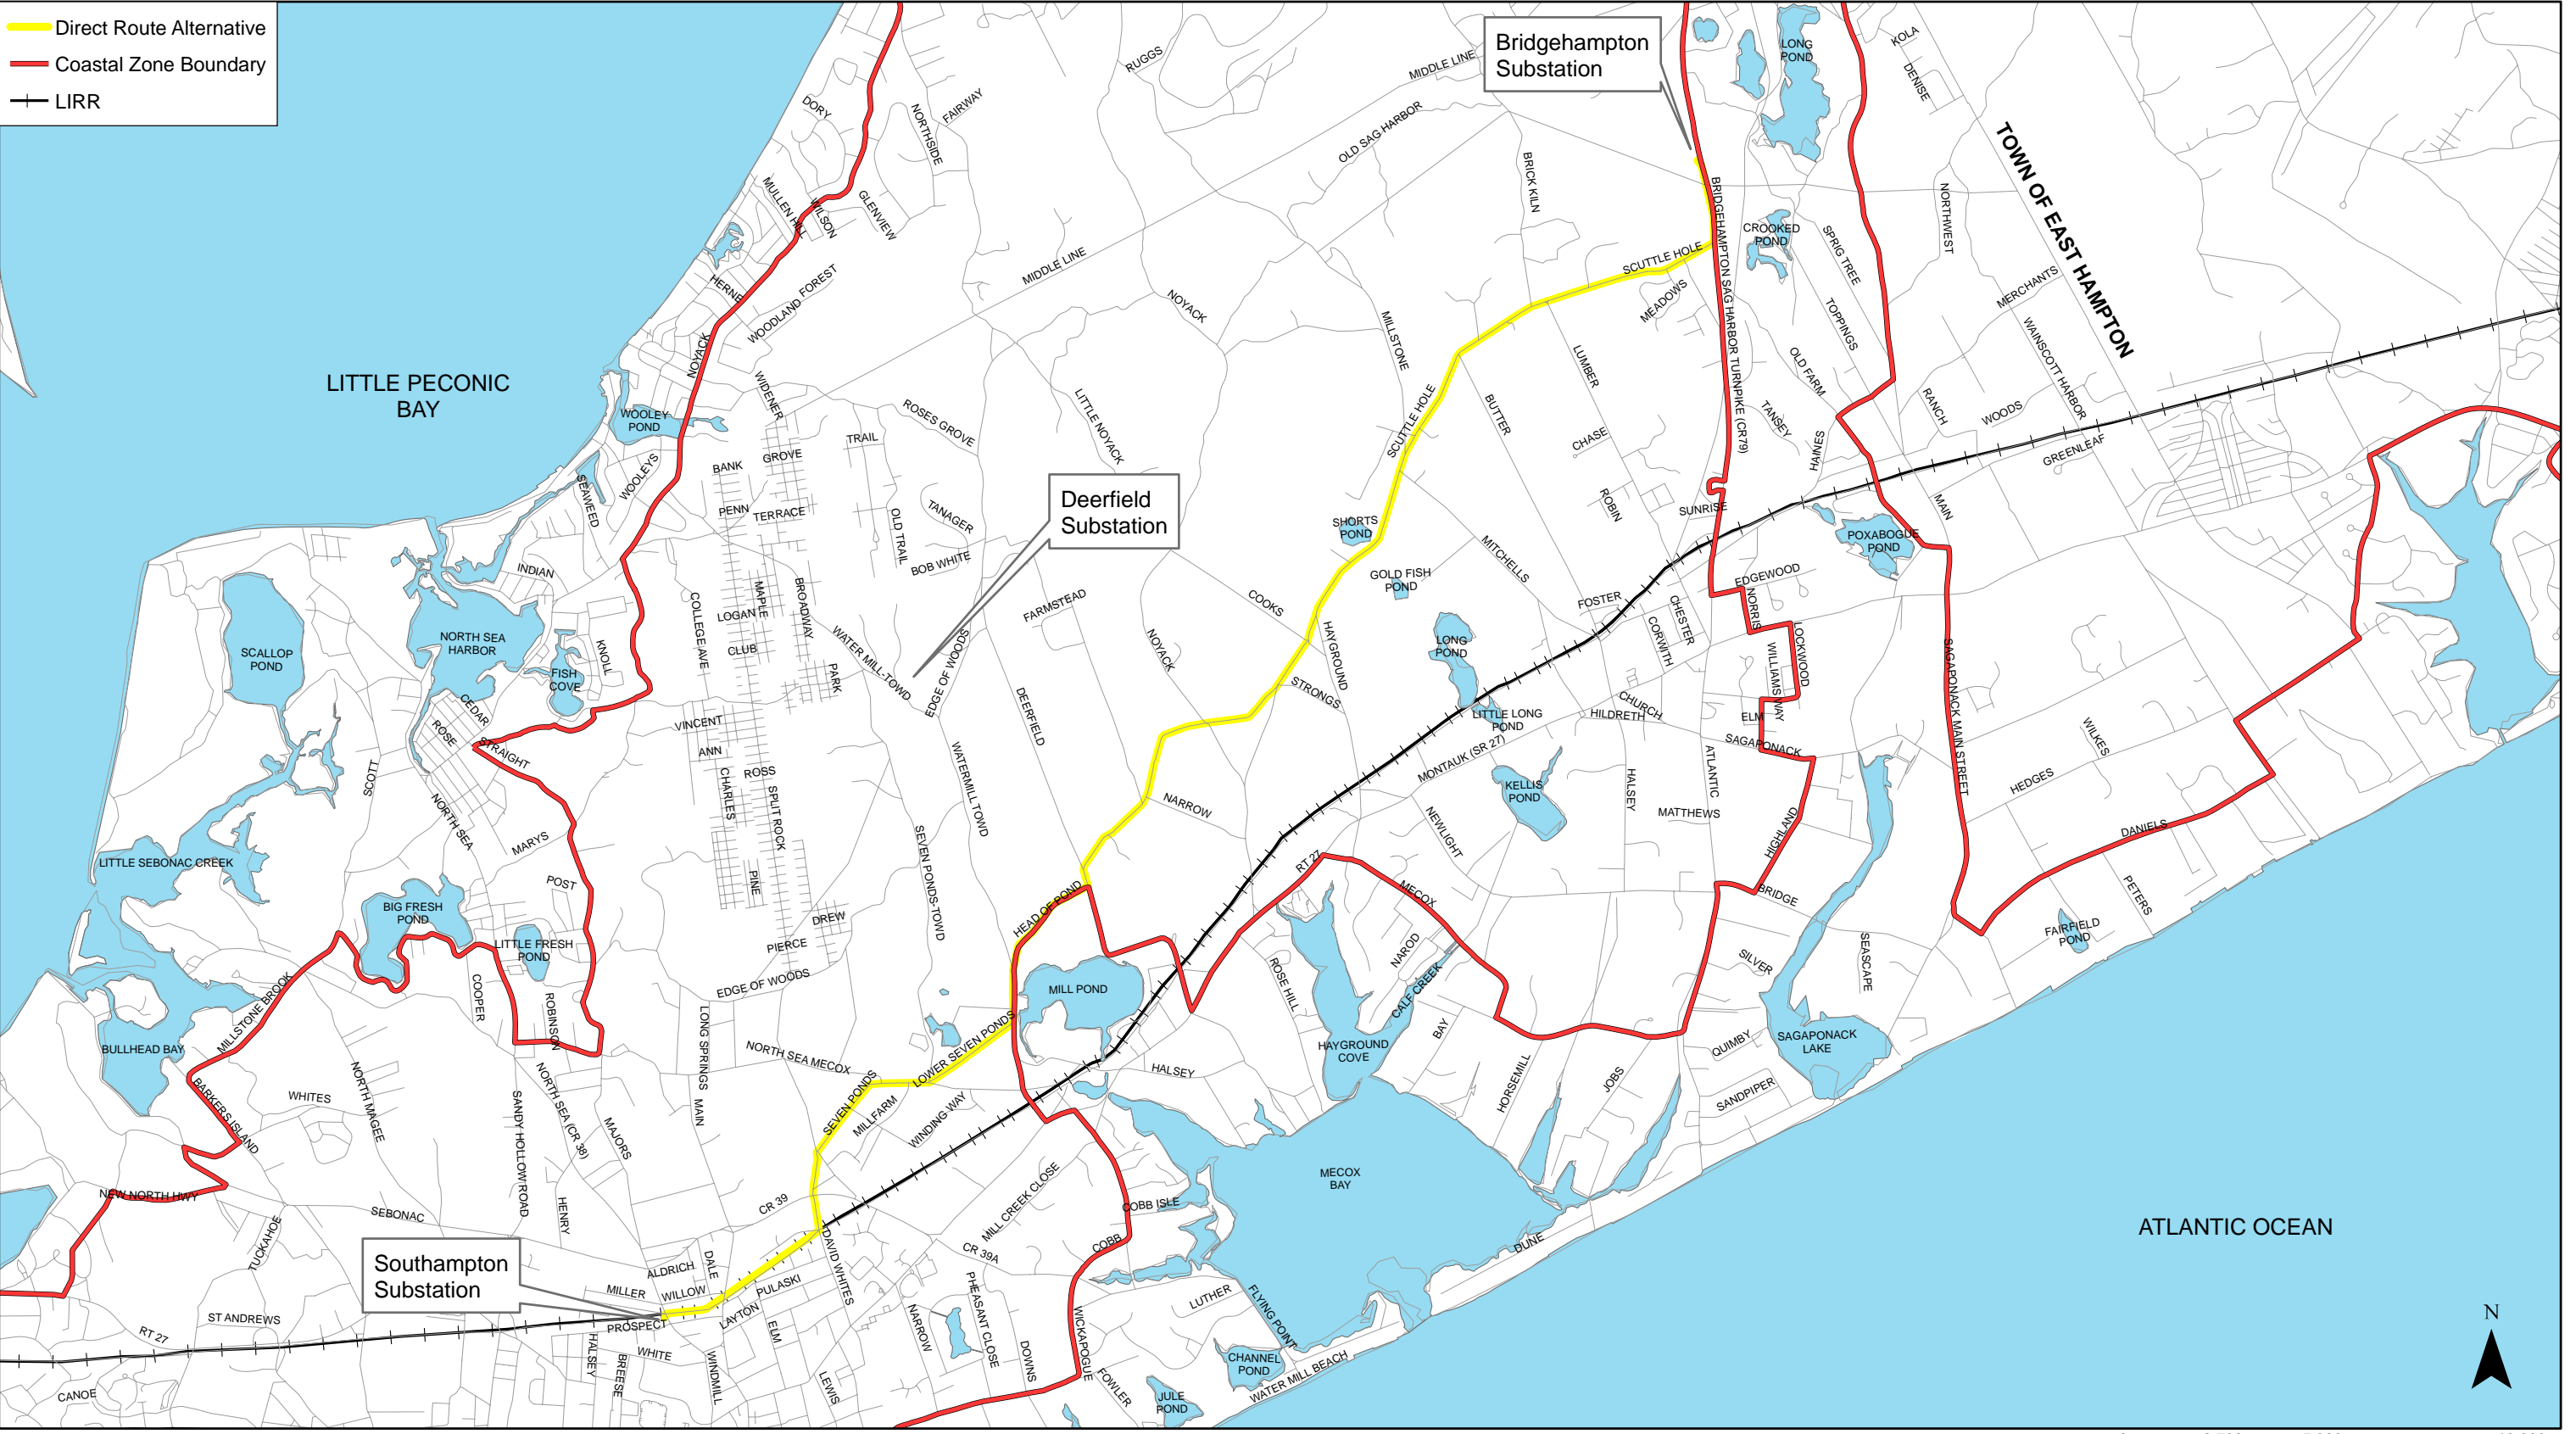 Direct Route Alternative
Coastal Zone Boundary
LIRR
Bridgehampton
Substation
Deerfield
Substation
Southampton
Substation
LITTLE PECONIC
BAY
ATLANTIC OCEAN
TOWN OF EAST HAMPTON
N
RUGGS
MIDDLE LINE
LONG
POND
KOLA
DENISE
DORY
NORTHSIDE
FAIRWAY
OLD SAG HARBOR
BRICK KILN
MULLEN HILL
WILSON
GLENVIEW
BRIDGEHAMPTON SAG HARBOR TURNPIKE (CR79)
CROOKED
POND
SPRIG TREE
NORTHWEST
HERNE
WOODLAND
FOREST
MIDDLE LINE
NOYACK
SCUTTLE HOLE
MEADOWS
TOPPINGS
MERCHANTS
NOYACK
MILLSTONE
LUMBER
OLD FARM
WAINSCOTT HARBOR
WIDENER
WOOLEY
POND
ROSES GROVE
LITTLE NOYACK
SCUTTLE HOLE
BUTTER
TANSEY
RANCH
WOODS
TRAIL
CHASE
HAINES
GREENLEAF
BANK
GROVE
WOOLEYS
SEAWEED
PENN
TERRACE
OLD TRAIL
TANAGER
ROBIN
SUNRISE
MAIN
SHORTS
POND
POXABOGUE
POND
BOB WHITE
INDIAN
MITCHELLS
GOLD FISH
POND
EDGEWOOD
COLLEGE AVE
MAPLE
BROADWAY
LOGAN
FARMSTEAD
COOKS
FOSTER
CHESTER
NORRIS
LOCKWOOD
NORTH SEA
HARBOR
SCALLOP
POND
KNOLL
CLUB
WATER MILL-TOWD
EDGE OF WOODS
NOYACK
HAYGROUND
LONG
POND
CORWITH
WILLIAMS WAY
SAGAPONACK MAIN STREET
FISH
COVE
PARK
STRONGS
CEDAR
ROSE
STRAIGHT
VINCENT
DEERFIELD
LITTLE LONG
POND
HILDRETH
CHURCH
ELM
SAGAPONACK
WILKES
ANN
ROSS
CHARLES
SPLIT ROCK
WATERMILL TOWD
MONTAUK (SR 27)
KELLIS
POND
HALSEY
ATLANTIC
HEDGES
SCOTT
NORTH SEA
MARYS
NARROW
NEWLIGHT
MATTHEWS
HIGHLAND
DANIELS
LITTLE SEBONAC CREEK
SEVEN PONDS-TOWD
RT 27
POST
PINE
HEAD OF POND
MECOX
BRIDGE
PETERS
BIG FRESH
POND
DREW
FAIRFIELD
POND
LITTLE FRESH
POND
PIERCE
NAROD
SILVER
SEASCAPE
MILLSTONE BROOK
COOPER
ROBINSON
EDGE OF WOODS
MILL POND
ROSE HILL
CALF CREEK
LONG SPRINGS
BULLHEAD BAY
NORTH SEA MECOX
LOWER SEVEN PONDS
HAYGROUND
COVE
BAY
QUIMBY
SAGAPONACK
LAKE
BARKERS ISLAND
WHITES
NORTH MAGEE
SANDY HOLLOW ROAD
NORTH SEA (CR 38)
MAJORS
MAIN
SEVEN PONDS
MILLFARM
WINDING-WAY
HALSEY
HORSEMILL
JOBS
SANDPIPER
NEW NORTH HWY
SEBONAC
TUCKAHOE
HENRY
CR 39
MILL CREEK CLOSE
COBB ISLE
COBB
MECOX
BAY
DUNE
DAVID WHITES
CR 39A
ALDRICH
DALE
MILLER
WILLOW
PULASKI
LAYTON
PROSPECT
ELM
NARROW
PHEASANT CLOSE
DOWNS
WICKAPOGUE
LUTHER
FLYING POINT
ST ANDREWS
RT 27
HALSEY
BREESE
WHITE
WINDMILL
LEWIS
FOWLER
CHANNEL
POND
WATER MILL BEACH
JULE
POND
CANOE